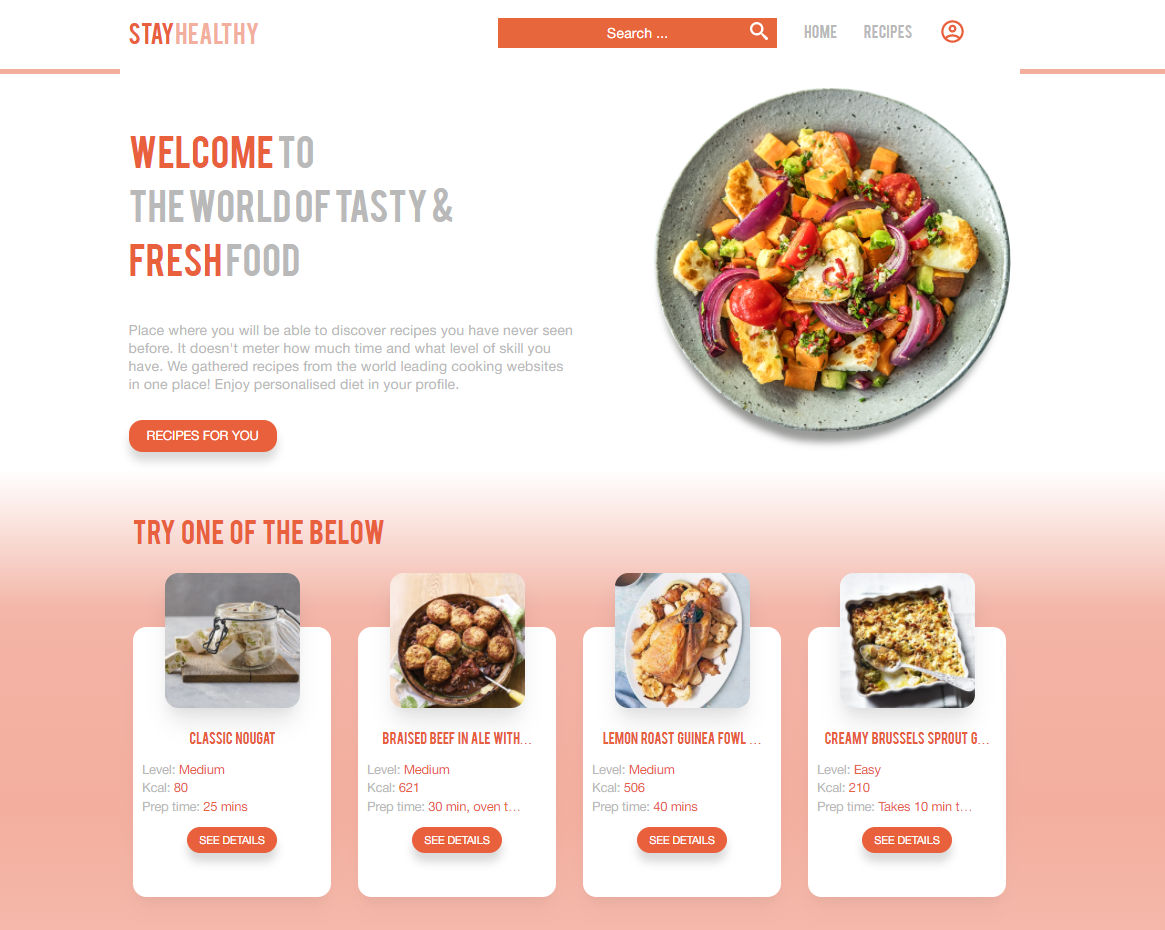 STAYHEALTHY
Search ...
HOME
RECIPES
WELCOME TO
THE WORLD OF TASTY &
FRESH FOOD
Place where you will be able to discover recipes you have never seen
before. It doesn't meter how much time and what level of skill you
have. We gathered recipes from the world leading cooking websites
in one place! Enjoy personalised diet in your profile.
RECIPES FOR YOU
TRY ONE OF THE BELOW
CLASSIC NOUGAT
Level: Medium
Kcal: 80
Prep time: 25 mins
SEE DETAILS
BRAISED BEEF IN ALE WITH...
Level: Medium
Kcal: 621
Prep time: 30 min, oven t...
SEE DETAILS
LEMON ROAST GUINEA FOWL ...
Level: Medium
Kcal: 506
Prep time: 40 mins
SEE DETAILS
CREAMY BRUSSELS SPROUT G...
Level: Easy
Kcal: 210
Prep time: Takes 10 min t...
SEE DETAILS